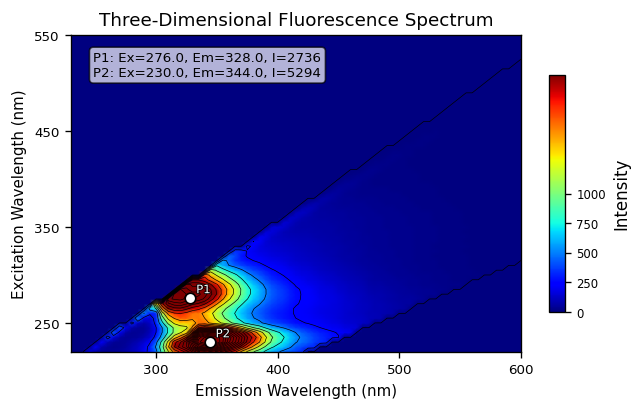 Three-Dimensional Fluorescence Spectrum
P1: Ex=276.0, Em=328.0, I=2736
P2: Ex=230.0, Em=344.0, I=5294
550
450
350
250
Excitation Wavelength (nm)
P1
P2
300
400
500
600
Emission Wavelength (nm)
1000
750
500
250
0
Intensity